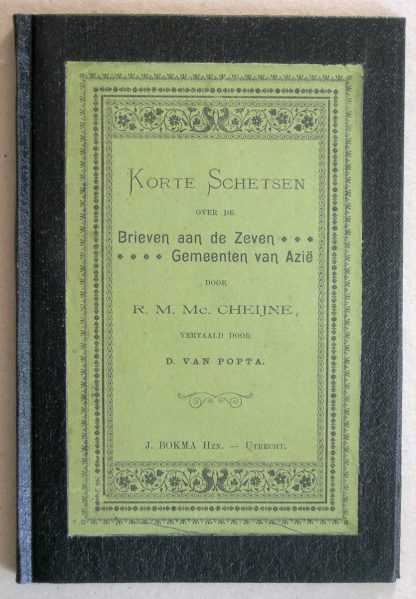 KORTE SCHETSEN
OVER DE
Brieven aan de Zeven
Gemeenten van Azië
DOOR
R. M. Mc. CHEIJNE,
VERTAALD DOOR
D. VAN POPTA.
J. BOKMA HZN. — UTRECHT.